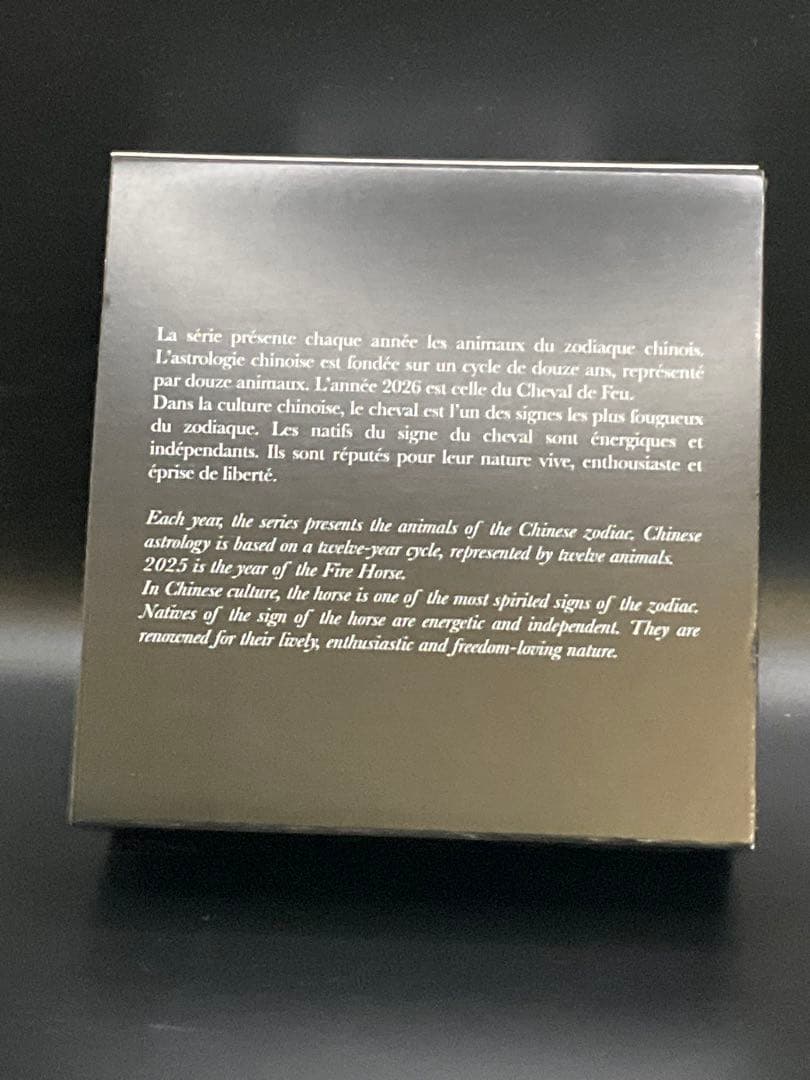 La série présente chaque année les animaux du zodiaque chinois.
L'astrologie chinoise est fondée sur un cycle de douze ans, représenté
par douze animaux. L'année 2026 est celle du Cheval de Feu.
Dans la culture chinoise, le cheval est l'un des signes les plus fougueux
du zodiaque. Les natifs du signe du cheval sont énergiques et
indépendants. Ils sont réputés pour leur nature vive, enthousiaste et
éprise de liberté.
Each year, the series presents the animals of the Chinese zodiac. Chinese
astrology is based on a twelve-year cycle, represented by twelve animals.
2025 is the year of the Fire Horse.
In Chinese culture, the horse is one of the most spirited signs of the zodiac.
Natives of the sign of the horse are energetic and independent. They are
renowned for their lively, enthusiastic and freedom-loving nature.